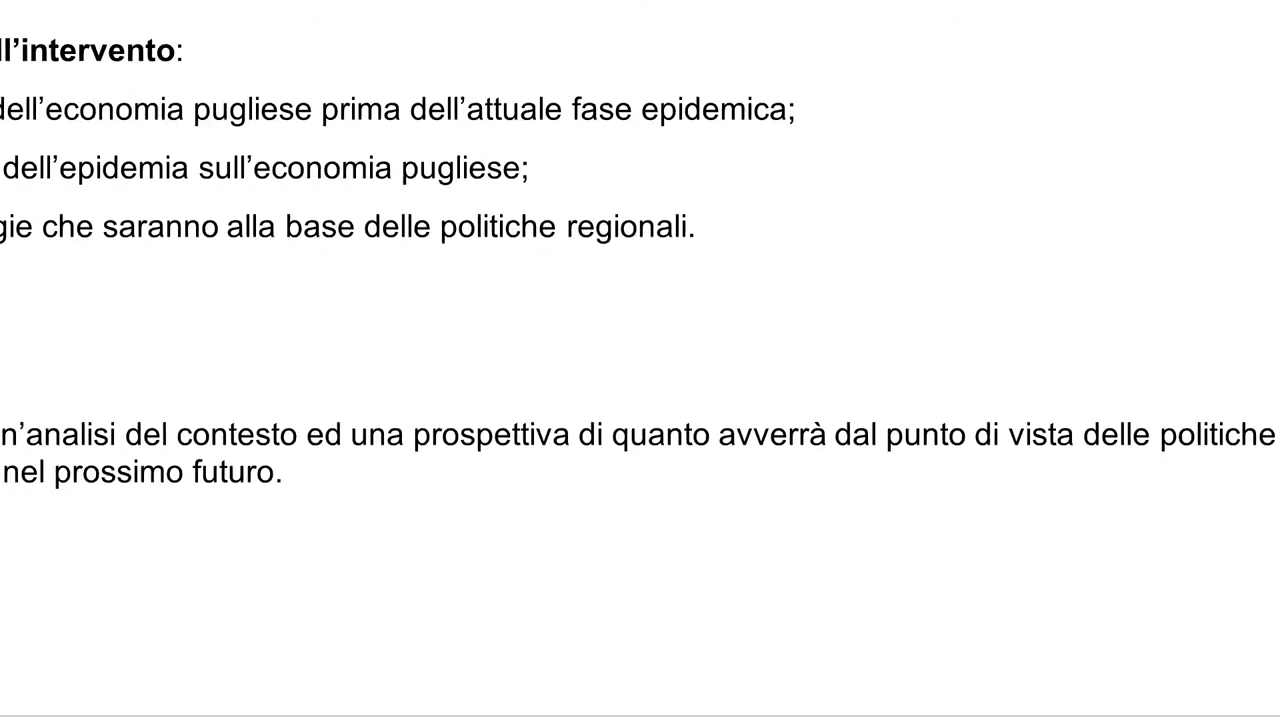 ll’intervento:
dell’economia pugliese prima dell’attuale fase epidemica;
dell’epidemia sull’economia pugliese;
gie che saranno alla base delle politiche regionali.
n’analisi del contesto ed una prospettiva di quanto avverrà dal punto di vista delle politiche
nel prossimo futuro.